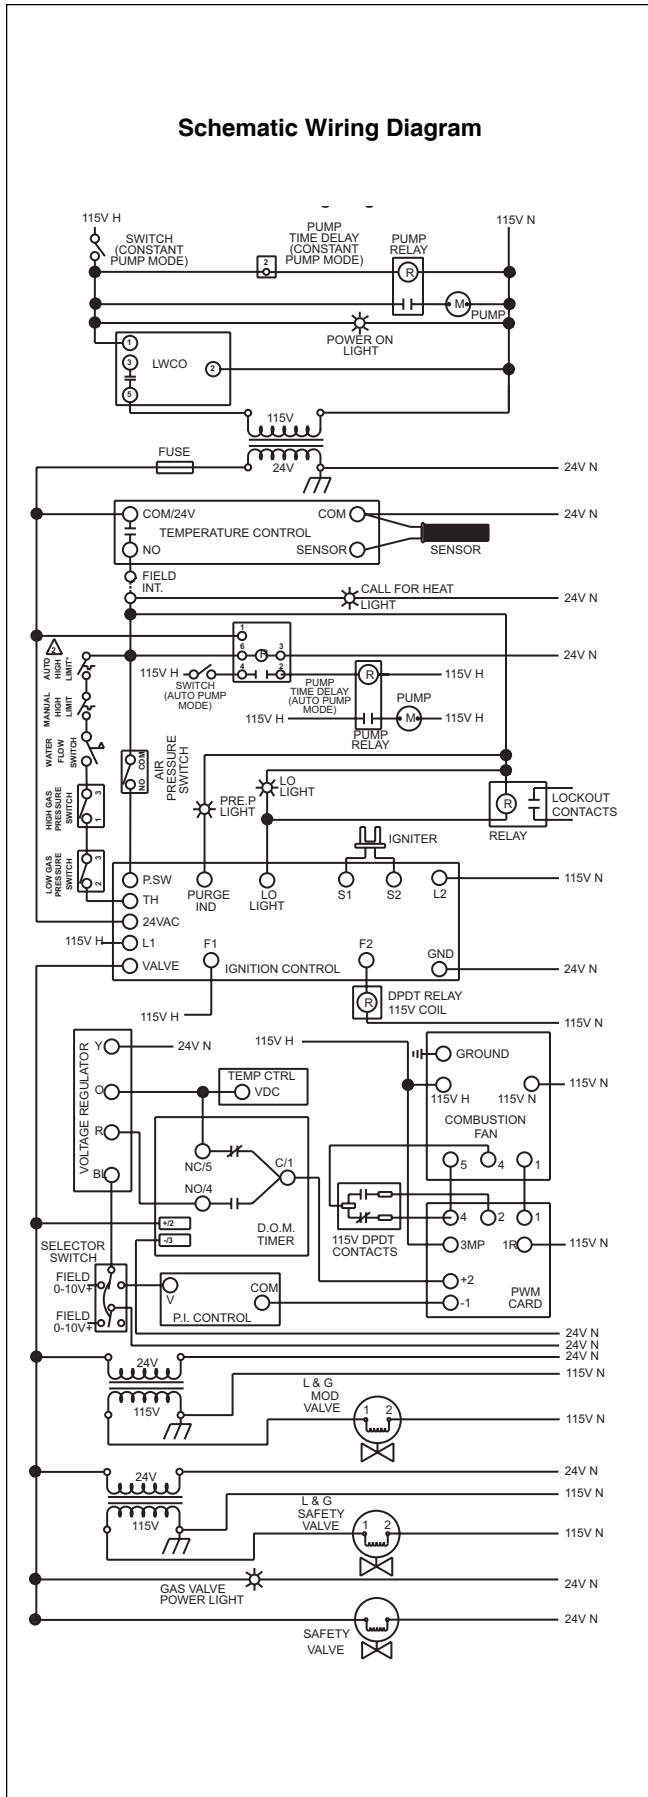 Schematic Wiring Diagram
115V H
115V N
SWITCH
(CONSTANT
PUMP MODE)
PUMP
TIME DELAY
(CONSTANT
PUMP MODE)
PUMP
RELAY
2
R
M
PUMP
POWER ON
LIGHT
1
3
LWCO
2
5
115V
24V
FUSE
24V N
COM/24V
COM
24V N
TEMPERATURE CONTROL
NO
SENSOR
SENSOR
FIELD
INT.
CALL FOR HEAT
LIGHT
24V N
2
AUTO
HIGH
LIMIT*
1
6
R
3
24V N
4
2
115V H
SWITCH
(AUTO PUMP
MODE)
PUMP
TIME DELAY
(AUTO PUMP
MODE)
R
115V H
MANUAL
HIGH
LIMIT
115V H
PUMP
M
115V H
PUMP
RELAY
WATER
FLOW
SWITCH
NO COM
AIR
PRESSURE
SWITCH
LO
LIGHT
PRE.P
LIGHT
HIGH GAS
PRESSURE
SWITCH
3
1
R
LOCKOUT
CONTACTS
RELAY
IGNITER
LOW GAS
PRESSURE
SWITCH
3
2
P.SW
PURGE
IND
LO
LIGHT
S1
S2
L2
115V N
TH
24VAC
115V H
L1
F1
F2
GND
VALVE
IGNITION CONTROL
24V N
R
DPDT RELAY
115V COIL
115V H
115V N
VOLTAGE REGULATOR
Y
24V N
115V H
GROUND
TEMP CTRL
O
VDC
115V H
115V N
115V N
COMBUSTION
FAN
R
NC/5
C/1
5
4
1
BL
NO/4
D.O.M.
TIMER
+/2
-/3
115V DPDT
CONTACTS
4
2
1
3MP
1R
115V N
SELECTOR
SWITCH
FIELD
0-10V+
FIELD
0-10V+
V
COM
P.I. CONTROL
+2
-1
PWM
CARD
24V N
24V N
24V N
24V
115V
115V N
L & G
MOD
VALVE
1 2
115V N
24V
24V N
115V
115V N
L & G
SAFETY
VALVE
1 2
115V N
GAS VALVE
POWER LIGHT
24V N
SAFETY
VALVE
24V N